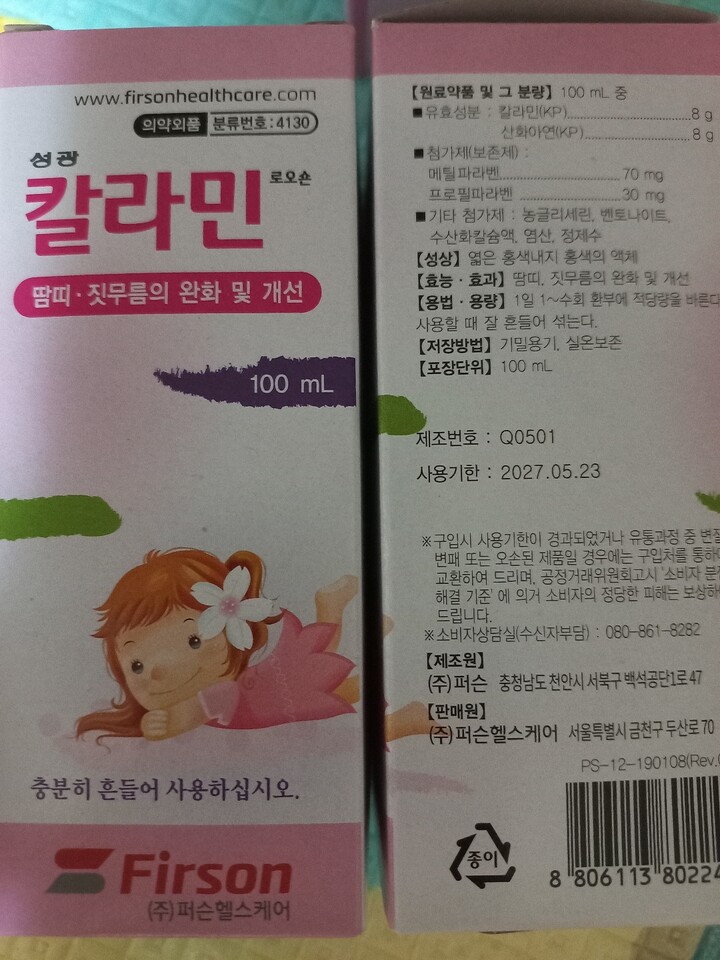 www.firsonhealthcare.com
의약외품 분류번호:4130
성광
칼라민 로오숀
땀띠·짓무름의 완화 및 개선
100 mL
충분히 흔들어 사용하십시오.
Firson
(주)퍼슨헬스케어
【원료약품 및 그 분량】 100 mL 중
■유효성분 : 칼라민(KP)........................8 g
산화아연(KP)........................8 g
■첨가제(보존제) :
메틸파라벤........................70 mg
프로필파라벤 ........................30 mg
■기타 첨가제 : 농글리세린, 벤토나이트,
수산화칼슘액, 염산, 정제수
【성상】 엷은 홍색내지 홍색의 액체
【효능·효과】 땀띠, 짓무름의 완화 및 개선
【용법·용량】 1일 1~수회 환부에 적당량을 바른다
사용할 때 잘 흔들어 섞는다.
【저장방법】 기밀용기, 실온보존
【포장단위】 100 mL
제조번호 : Q0501
사용기한 : 2027.05.23
※구입시 사용기한이 경과되었거나 유통과정 중 변질
변패 또는 오손된 제품일 경우에는 구입처를 통하여
교환하여 드리며, 공정거래위원회고시 '소비자 분쟁
해결 기준' 에 의거 소비자의 정당한 피해는 보상하
드립니다.
※소비자상담실(수신자부담) : 080-861-8282
【제조원】
(주)퍼슨 충청남도 천안시 서북구 백석공단1로 47
【판매원】
(주)퍼슨헬스케어 서울특별시 금천구 두산로 70
PS-12-190108(Rev.
종이
8 806113 80224